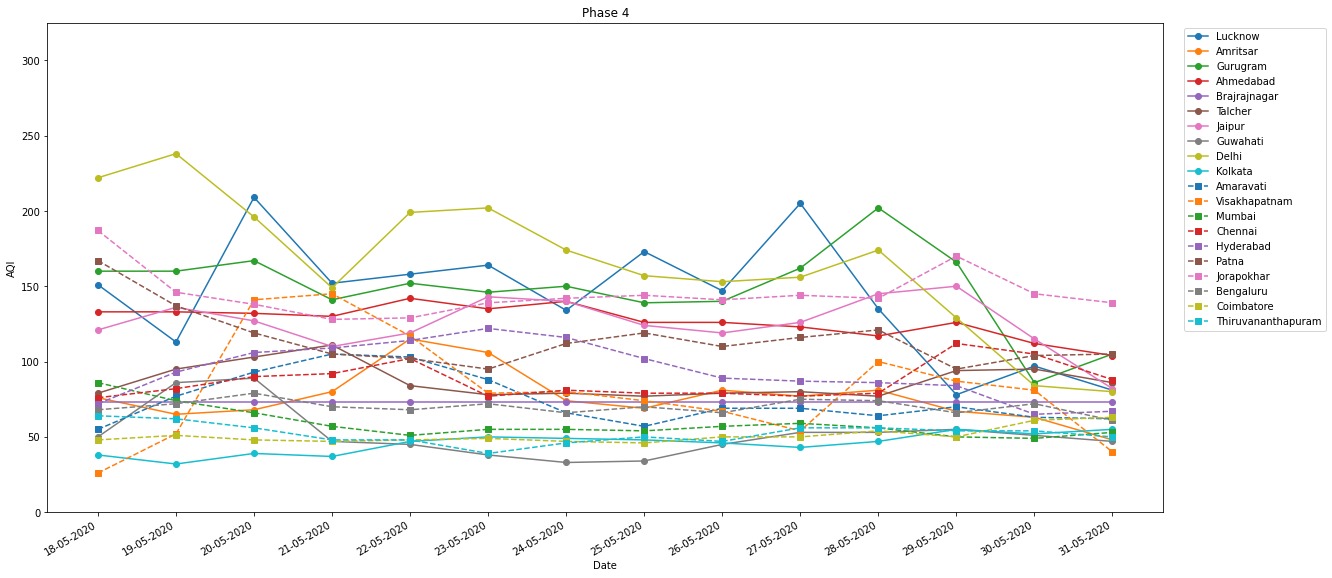 Phase 4
AQI
300
250
200
150
100
50
0
18-05-2020
19-05-2020
20-05-2020
21-05-2020
22-05-2020
23-05-2020
24-05-2020
25-05-2020
26-05-2020
27-05-2020
28-05-2020
29-05-2020
30-05-2020
31-05-2020
Date
Lucknow
Amritsar
Gurugram
Ahmedabad
Brajrajnagar
Talcher
Jaipur
Guwahati
Delhi
Kolkata
Amaravati
Visakhapatnam
Mumbai
Chennai
Hyderabad
Patna
Jorapokhar
Bengaluru
Coimbatore
Thiruvananthapuram